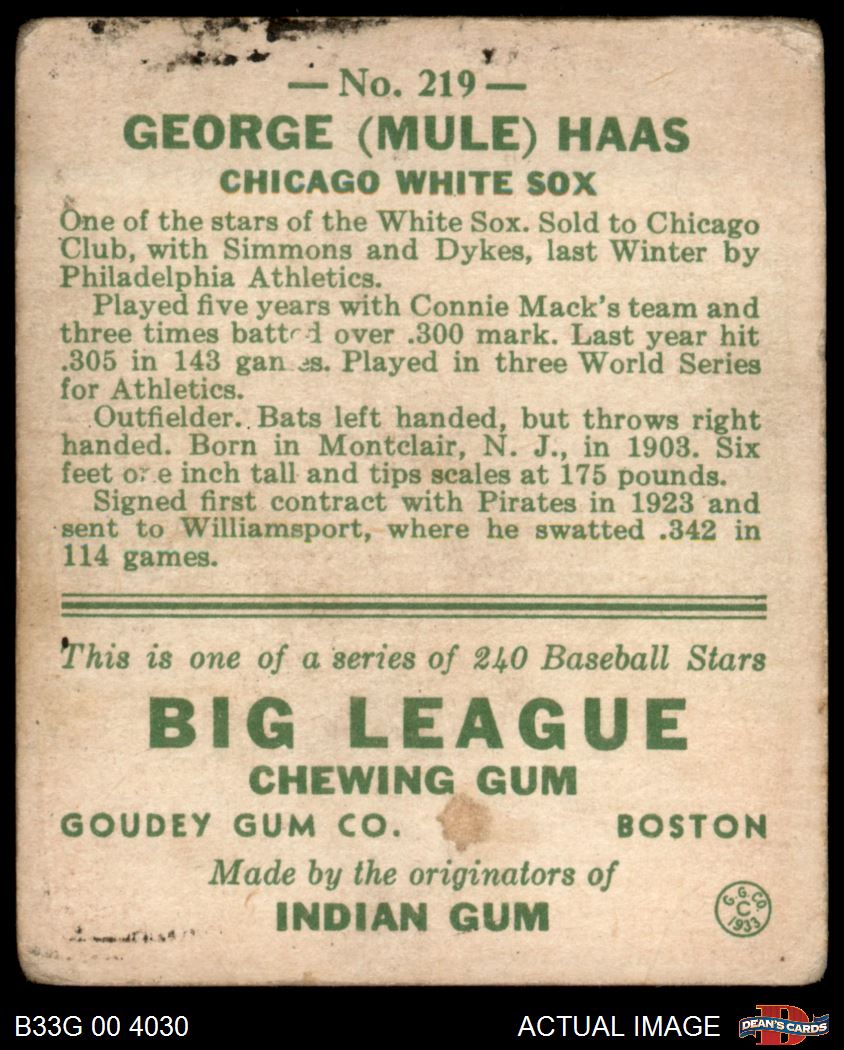 — No. 219 —
GEORGE (MULE) HAAS
CHICAGO WHITE SOX
One of the stars of the White Sox. Sold to Chicago
Club, with Simmons and Dykes, last Winter by
Philadelphia Athletics.
Played five years with Connie Mack's team and
three times batted over .300 mark. Last year hit
.305 in 143 games. Played in three World Series
for Athletics.
Outfielder. Bats left handed, but throws right
handed. Born in Montclair, N. J., in 1903. Six
feet one inch tall and tips scales at 175 pounds.
Signed first contract with Pirates in 1923 and
sent to Williamsport, where he swatted .342 in
114 games.
This is one of a series of 240 Baseball Stars
BIG LEAGUE
CHEWING GUM
GOUDEY GUM CO. BOSTON
Made by the originators of
INDIAN GUM
G.G.CO.
C
1933
B33G 00 4030 ACTUAL IMAGE D DEAN'S CARDS